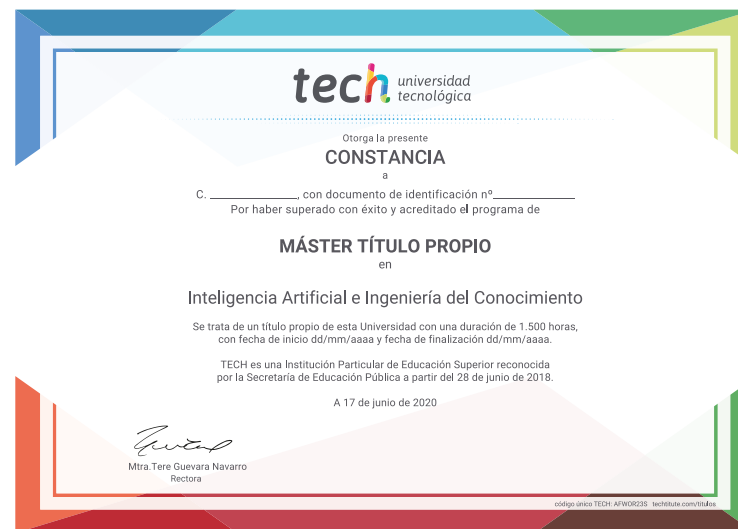 tech universidad
tecnológica
Otorga la presente
CONSTANCIA
a
C. ______________, con documento de identificación nº______________
Por haber superado con éxito y acreditado el programa de
MÁSTER TÍTULO PROPIO
en
Inteligencia Artificial e Ingeniería del Conocimiento
Se trata de un título propio de esta Universidad con una duración de 1.500 horas,
con fecha de inicio dd/mm/aaaa y fecha de finalización dd/mm/aaaa.
TECH es una Institución Particular de Educación Superior reconocida
por la Secretaría de Educación Pública a partir del 28 de junio de 2018.
A 17 de junio de 2020
Mtra.Tere Guevara Navarro
Rectora
código único TECH: AFWOR23S techtitute.com/titulos